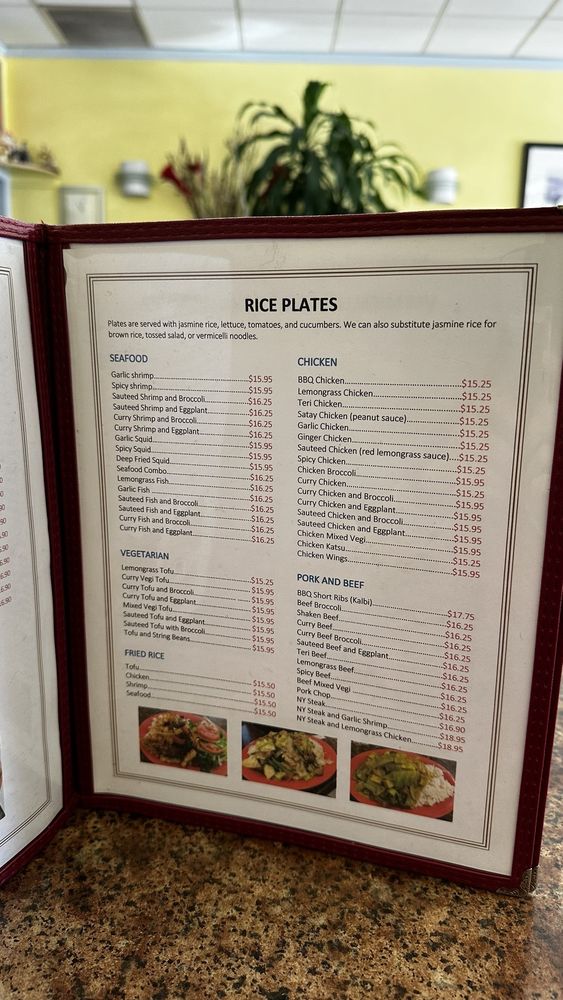 RICE PLATES
Plates are served with jasmine rice, lettuce, tomatoes, and cucumbers. We can also substitute jasmine rice for
brown rice, tossed salad, or vermicelli noodles.
SEAFOOD
Garlic shrimp $15.95
Spicy shrimp $15.95
Sauteed Shrimp and Broccoli $16.25
Sauteed Shrimp and Eggplant $16.25
Curry Shrimp and Broccoli $16.25
Curry Shrimp and Eggplant $16.25
Garlic Squid $15.95
Spicy Squid $15.95
Deep Fried Squid $15.95
Seafood Combo $16.25
Lemongrass Fish $16.25
Garlic Fish $16.25
Sauteed Fish and Broccoli $16.25
Sauteed Fish and Eggplant $16.25
Curry Fish and Broccoli $16.25
Curry Fish and Eggplant $16.25
VEGETARIAN
Lemongrass Tofu $15.25
Curry Vegi Tofu $15.95
Curry Tofu and Broccoli $15.95
Curry Tofu and Eggplant $15.95
Mixed Vegi Tofu $15.95
Sauteed Tofu and Eggplant $15.95
Sauteed Tofu with Broccoli $15.95
Tofu and String Beans $15.95
FRIED RICE
Tofu $15.50
Chicken $15.50
Shrimp $15.50
Seafood $15.50
CHICKEN
BBQ Chicken $15.25
Lemongrass Chicken $15.25
Teri Chicken $15.25
Satay Chicken (peanut sauce) $15.25
Garlic Chicken $15.25
Ginger Chicken $15.25
Sauteed Chicken (red lemongrass sauce) $15.25
Spicy Chicken $15.25
Chicken Broccoli $15.95
Curry Chicken $15.25
Curry Chicken and Broccoli $15.95
Curry Chicken and Eggplant $15.95
Sauteed Chicken and Broccoli $15.95
Sauteed Chicken and Eggplant $15.95
Chicken Mixed Vegi $15.95
Chicken Katsu $15.25
Chicken Wings $15.95
PORK AND BEEF
BBQ Short Ribs (Kalbi) $17.75
Beef Broccoli $16.25
Shaken Beef $16.25
Curry Beef $16.25
Curry Beef Broccoli $16.25
Sauteed Beef and Eggplant $16.25
Teri Beef $16.25
Lemongrass Beef $16.25
Spicy Beef $16.25
Beef Mixed Vegi $16.25
Pork Chop $16.25
NY Steak $16.90
NY Steak and Garlic Shrimp $18.95
NY Steak and Lemongrass Chicken $18.95